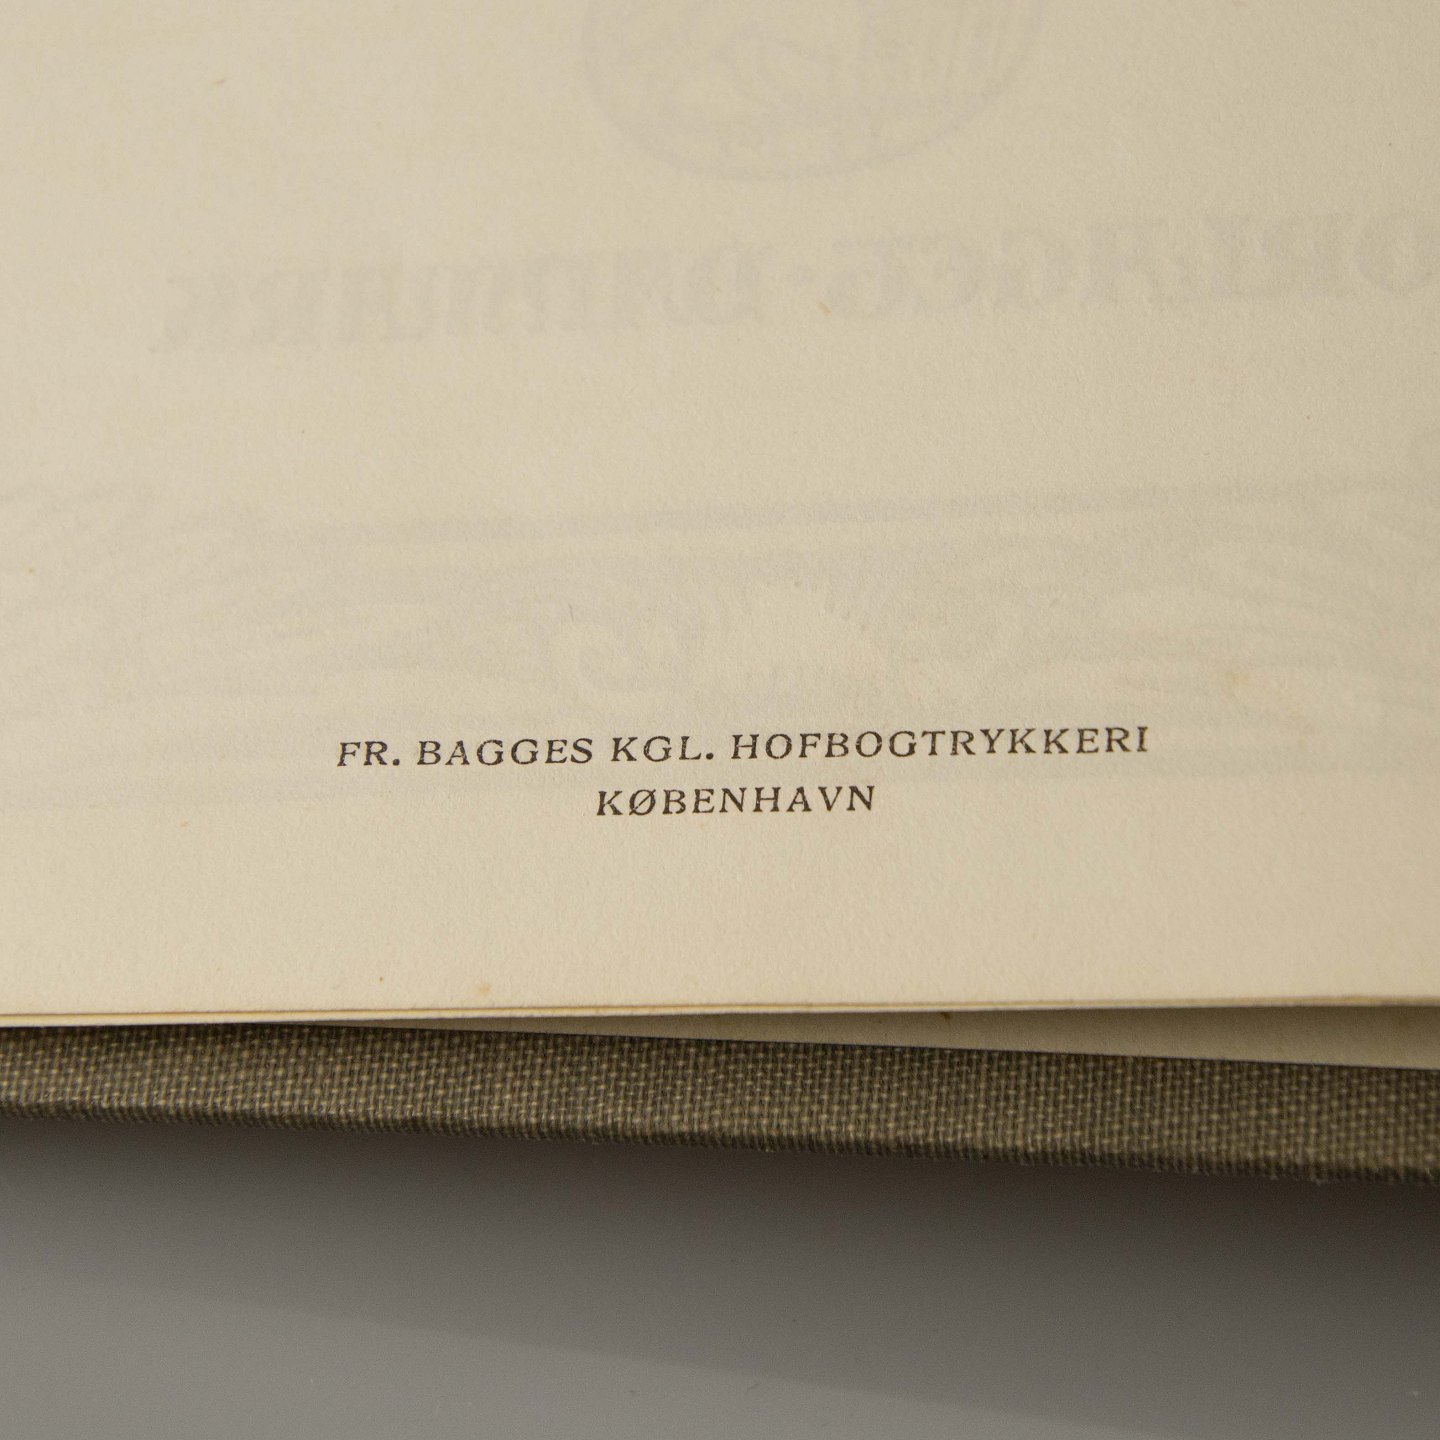 FR. BAGGES KGL. HOFBOGTRYKKERI
KØBENHAVN